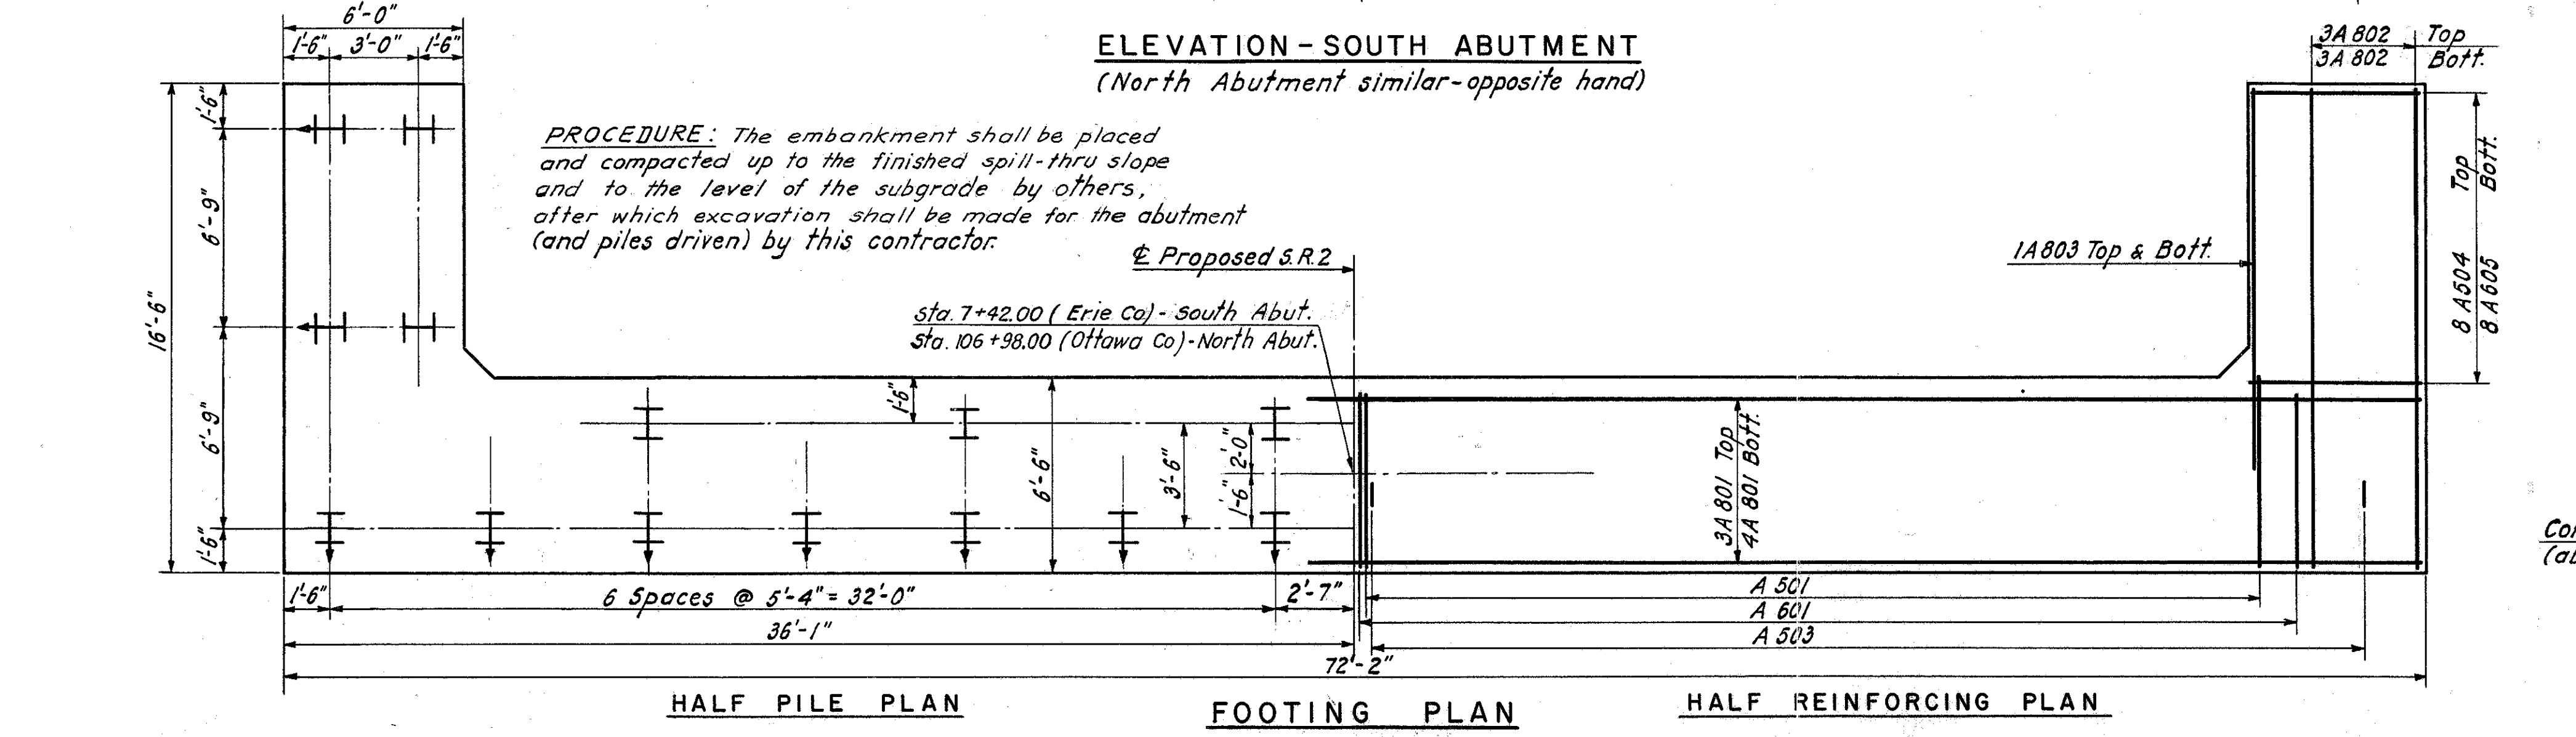 6'-0"
1'-6" 3'-0" 1'-6"
ELEVATION-SOUTH ABUTMENT
(North Abutment similar-opposite hand)
3A 802 Top
3A 802 Bott.
1'-6"
6'-9"
16'-6"
6'-9"
1'-6"
PROCEDURE: The embankment shall be placed
and compacted up to the finished spill-thru slope
and to the level of the subgrade by others,
after which excavation shall be made for the abutment
(and piles driven) by this contractor.
℄ Proposed S.R.2
Sta. 7+42.00 (Erie Co)-South Abut.
Sta. 106+98.00 (Ottawa Co)-North Abut.
1A803 Top & Bott.
8 A504 Top
8 A605 Bott.
1'-6"
6'-6"
3'-6"
2'-0"
1'-6"
3A 801 Top
4A 801 Bott.
1'-6" 6 Spaces @ 5'-4" = 32'-0" 2'-7"
A 501
A 601
36'-1"
A 503
72'-2"
HALF PILE PLAN
FOOTING PLAN
HALF REINFORCING PLAN